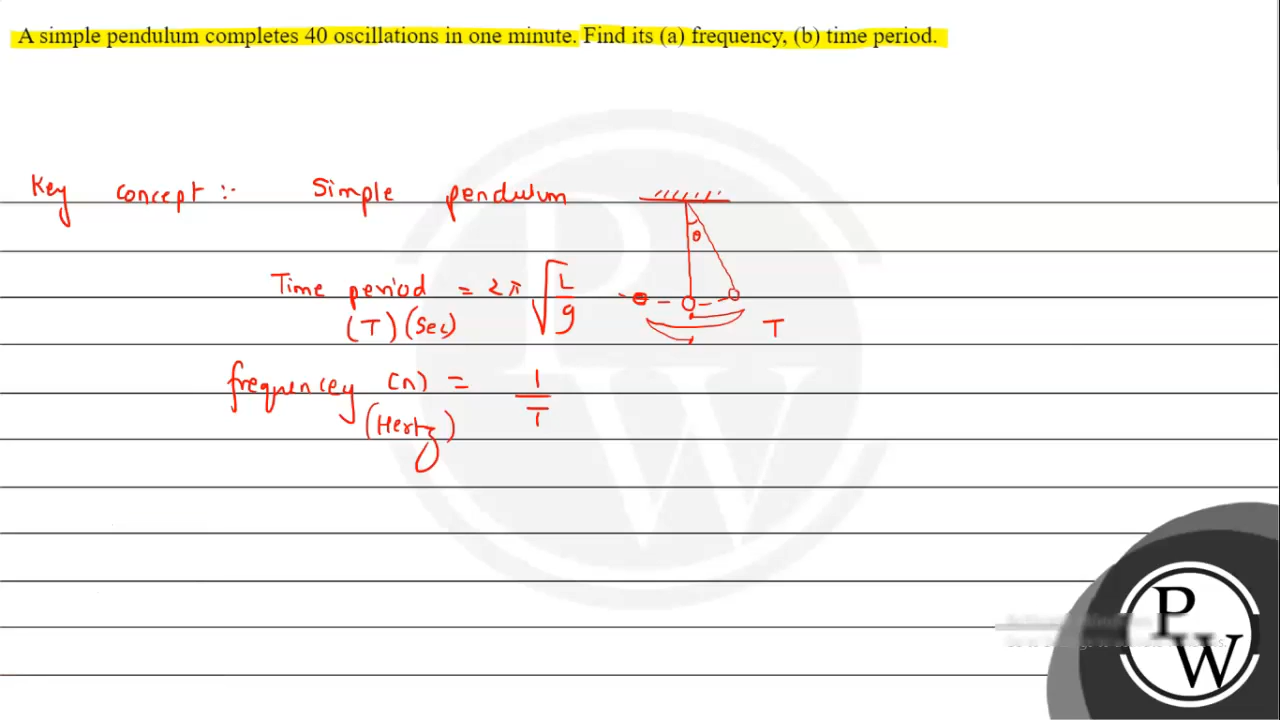 A simple pendulum completes 40 oscillations in one minute. Find its (a) frequency, (b) time period.
Key concept :- Simple pendulum
θ
Time period = 2π √L/g
(T) (Sec)
T
frequencey (n) = 1/T
(Hertz)
P
W